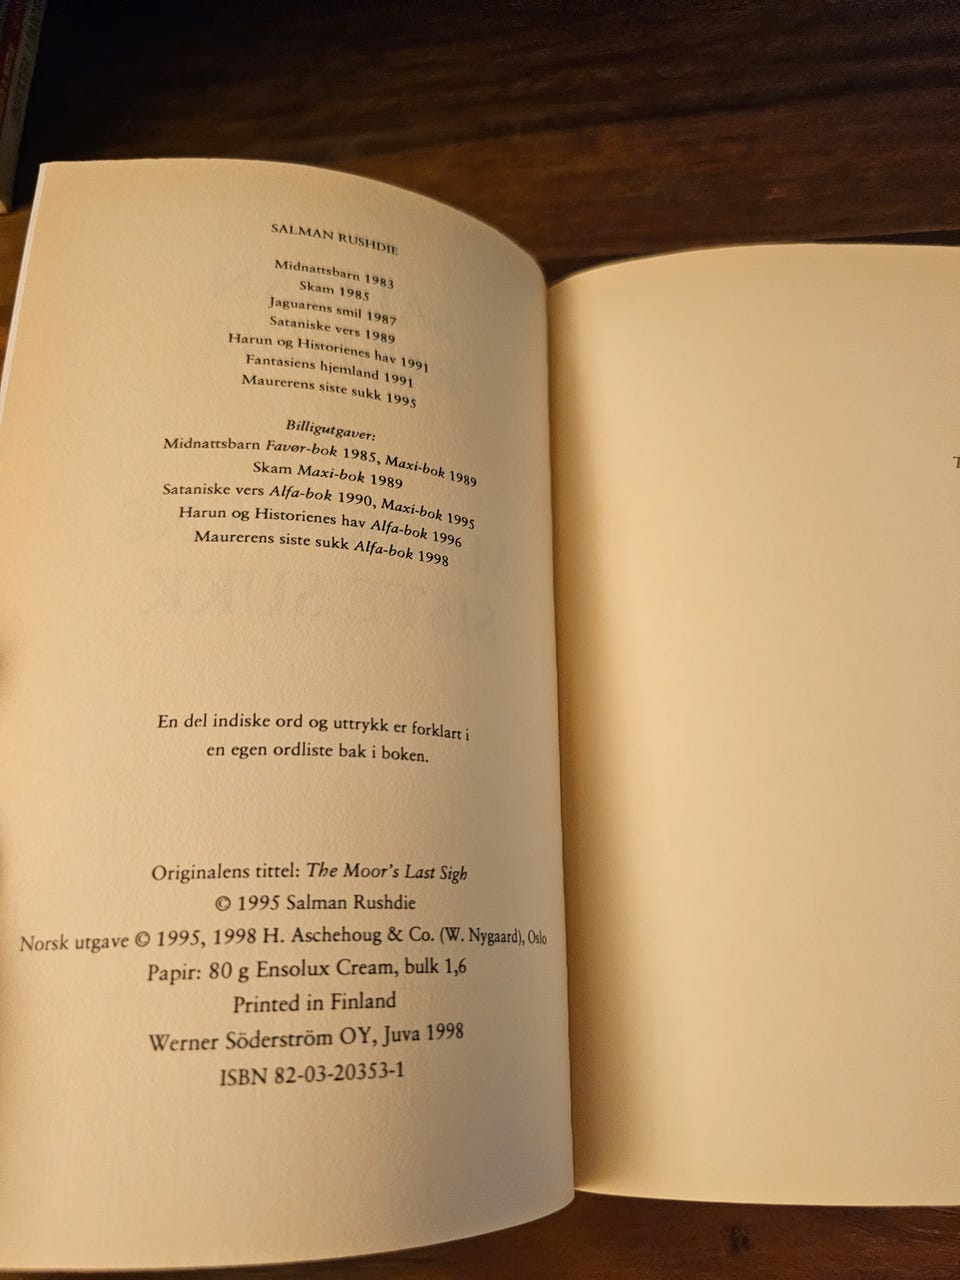 SALMAN RUSHDIE
Midnattsbarn 1983
Skam 1985
Jaguarens smil 1987
Sataniske vers 1989
Harun og Historienes hav 1991
Fantasiens hjemland 1991
Maurerens siste sukk 1995
Billigutgaver:
Midnattsbarn Favør-bok 1985, Maxi-bok 1989
Skam Maxi-bok 1989
Sataniske vers Alfa-bok 1990, Maxi-bok 1995
Harun og Historienes hav Alfa-bok 1996
Maurerens siste sukk Alfa-bok 1998
En del indiske ord og uttrykk er forklart i
en egen ordliste bak i boken.
Originalens tittel: The Moor's Last Sigh
© 1995 Salman Rushdie
Norsk utgave © 1995, 1998 H. Aschehoug & Co. (W. Nygaard), Oslo
Papir: 80 g Ensolux Cream, bulk 1,6
Printed in Finland
Werner Söderström OY, Juva 1998
ISBN 82-03-20353-1